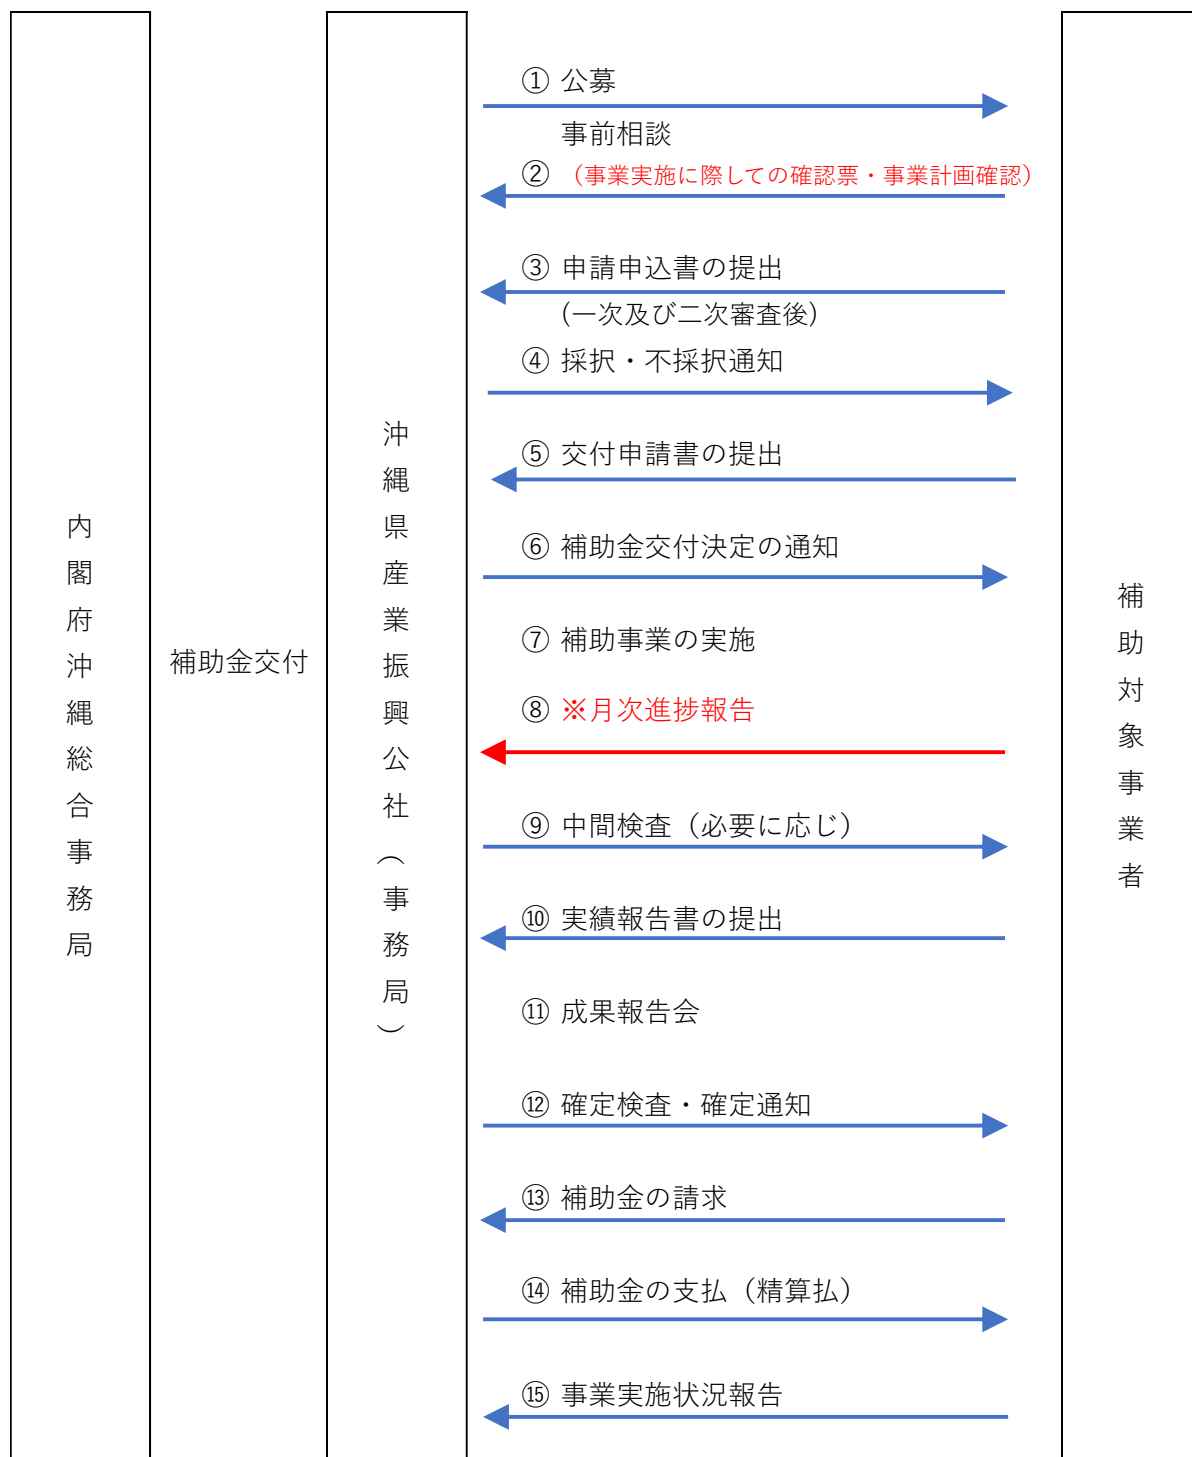 内閣府沖縄総合事務局
補助金交付
沖縄県産業振興公社(事務局)
① 公募
事前相談
② (事業実施に際しての確認票・事業計画確認)
③ 申請申込書の提出
(一次及び二次審査後)
④ 採択・不採択通知
⑤ 交付申請書の提出
⑥ 補助金交付決定の通知
⑦ 補助事業の実施
⑧ ※月次進捗報告
⑨ 中間検査(必要に応じ)
⑩ 実績報告書の提出
⑪ 成果報告会
⑫ 確定検査・確定通知
⑬ 補助金の請求
⑭ 補助金の支払(精算払)
⑮ 事業実施状況報告
補助対象事業者